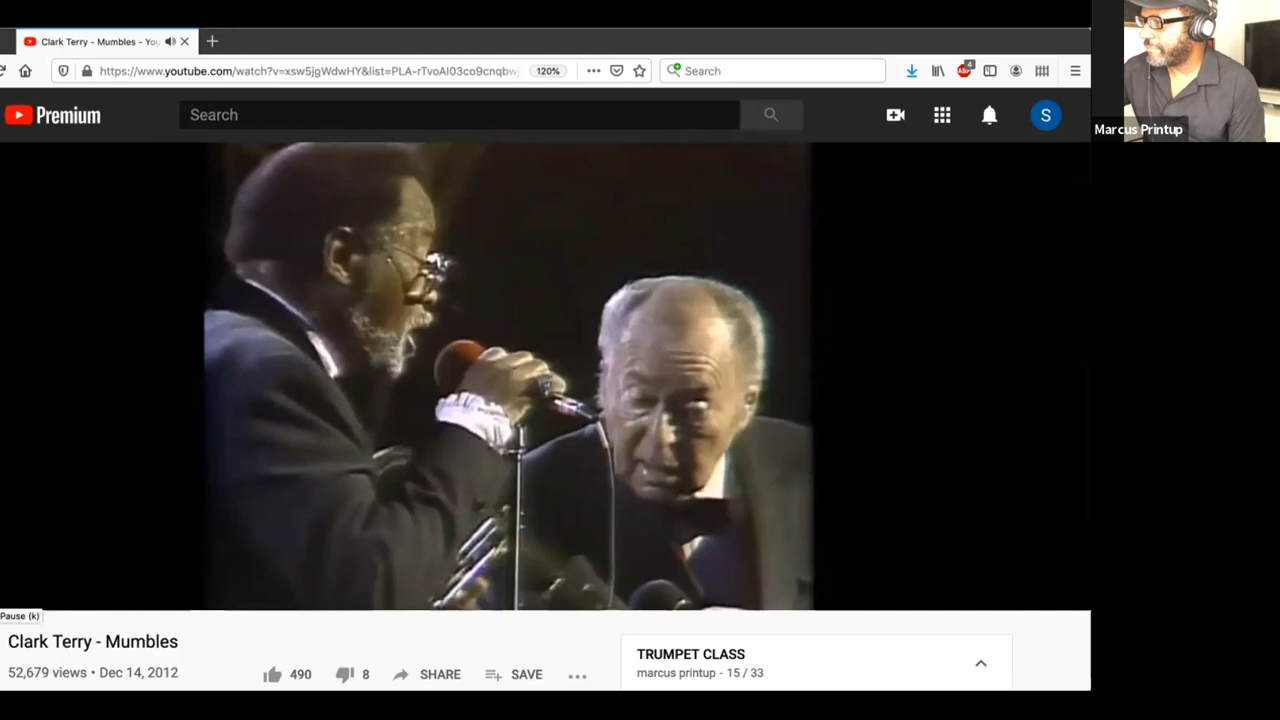 Clark Terry - Mumbles - You
https://www.youtube.com/watch?v=xsw5jgWdwHY&list=PLA-rTvoAI03co9cnqbw
120%
Search
4
Premium
Search
S
Marcus Printup
Pause (k)
Clark Terry - Mumbles
52,679 views • Dec 14, 2012
490
8
SHARE
SAVE
TRUMPET CLASS
marcus printup - 15 / 33